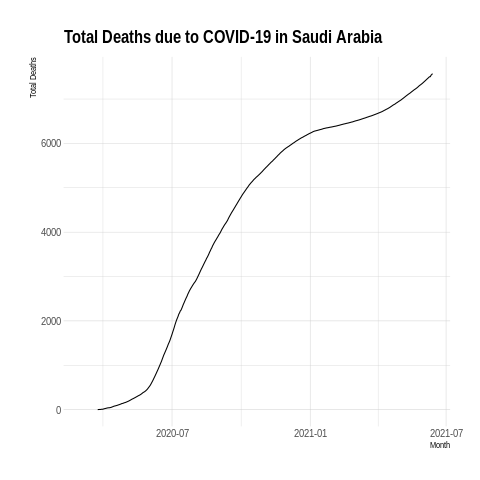 Total Deaths due to COVID-19 in Saudi Arabia
Total Deaths
6000
4000
2000
0
2020-07
2021-01
2021-07
Month